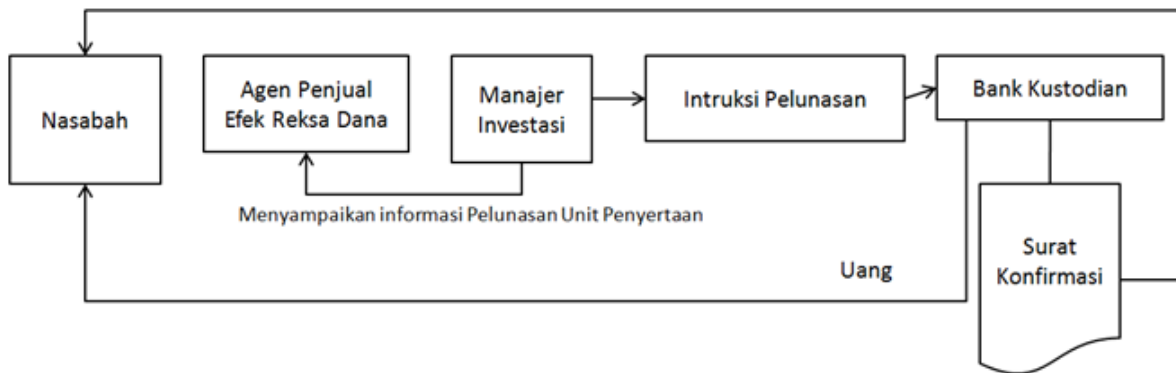 Nasabah
Agen Penjual
Efek Reksa Dana
Manajer
Investasi
Intruksi Pelunasan
Bank Kustodian
Menyampaikan informasi Pelunasan Unit Penyertaan
Uang
Surat
Konfirmasi